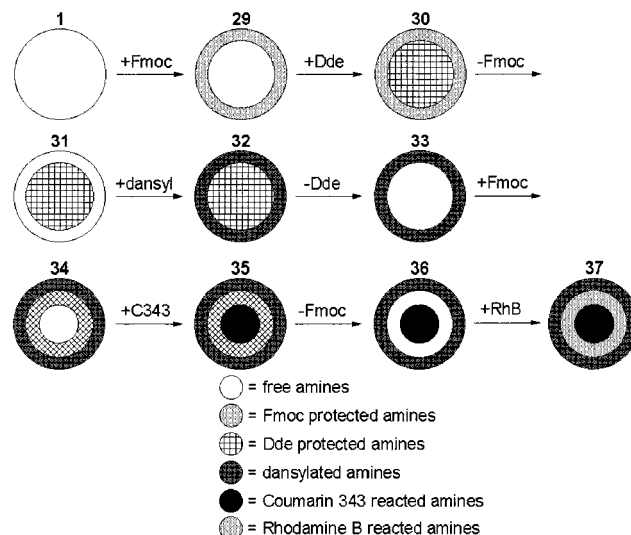 1 29 30
+Fmoc +Dde -Fmoc
31 32 33
+dansyl -Dde +Fmoc
34 35 36 37
+C343 -Fmoc +RhB
= free amines
= Fmoc protected amines
= Dde protected amines
= dansylated amines
= Coumarin 343 reacted amines
= Rhodamine B reacted amines